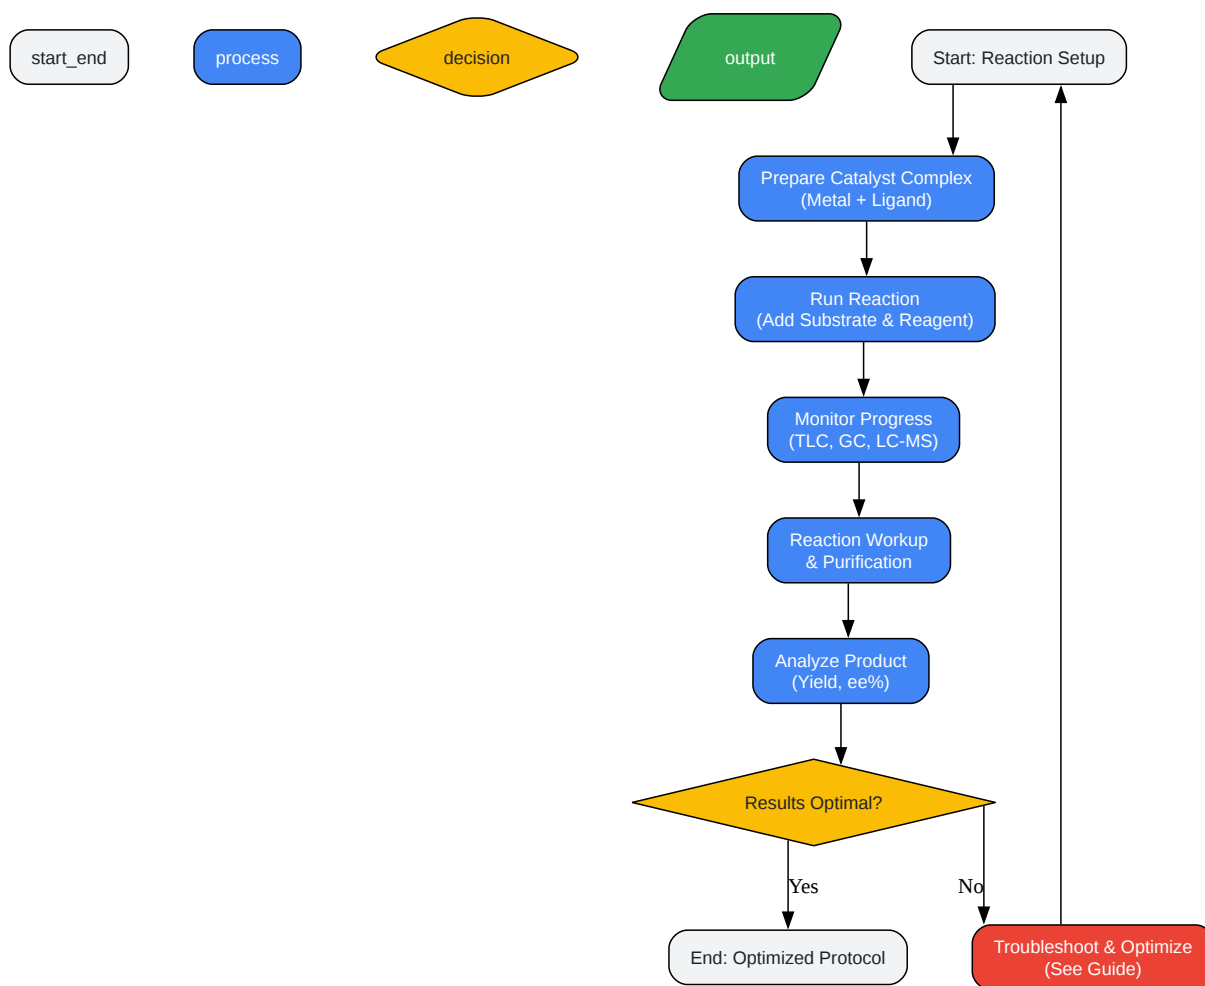 start_end
process
decision
output
Start: Reaction Setup
Prepare Catalyst Complex
(Metal + Ligand)
Run Reaction
(Add Substrate & Reagent)
Monitor Progress
(TLC, GC, LC-MS)
Reaction Workup
& Purification
Analyze Product
(Yield, ee%)
Results Optimal?
Yes
No
End: Optimized Protocol
Troubleshoot & Optimize
(See Guide)